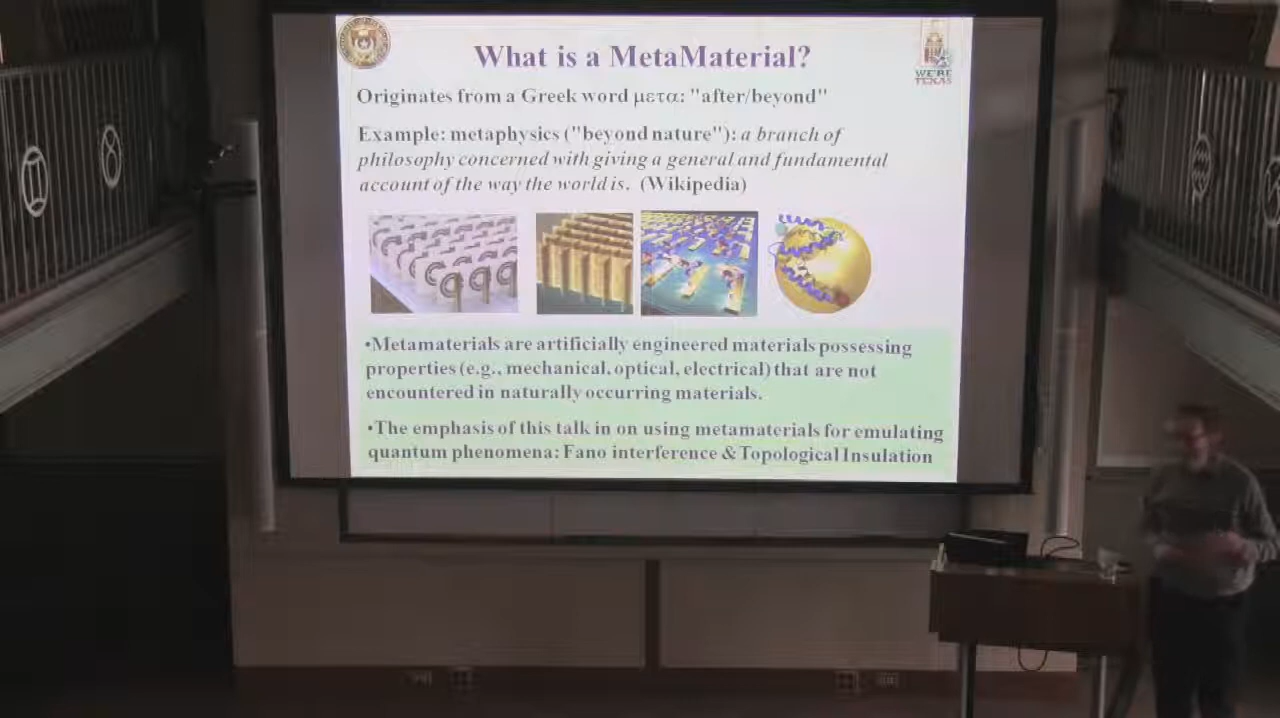 What is a MetaMaterial?
WE'RE
TEXAS
Originates from a Greek word μετα: "after/beyond"
Example: metaphysics ("beyond nature"): a branch of
philosophy concerned with giving a general and fundamental
account of the way the world is. (Wikipedia)
•Metamaterials are artificially engineered materials possessing
properties (e.g., mechanical, optical, electrical) that are not
encountered in naturally occurring materials.
•The emphasis of this talk in on using metamaterials for emulating
quantum phenomena: Fano interference & Topological Insulation